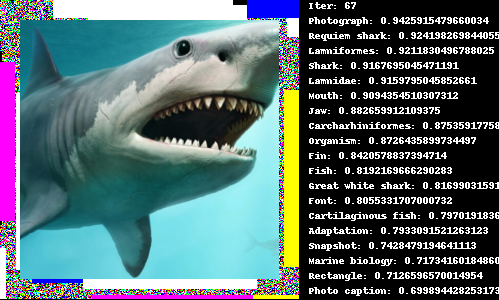 Iter: 67
Photograph: 0.9425915479660034
Requiem shark: 0.924198269844055
Lamniformes: 0.9211830496788025
Shark: 0.9167695045471191
Lamnidae: 0.9159795045852661
Mouth: 0.9094354510307312
Jaw: 0.882659912109375
Carcharhiniformes: 0.87535917758
Organism: 0.8726435899734497
Fin: 0.8420578837394714
Fish: 0.8192169666290283
Great white shark: 0.81699031591
Font: 0.8055331707000732
Cartilaginous fish: 0.7970191836
Adaptation: 0.7933091521263123
Snapshot: 0.7428479194641113
Marine biology: 0.71734160184860
Rectangle: 0.7126596570014954
Photo caption: 0.699894428253173